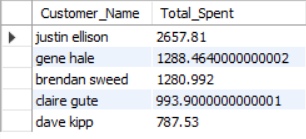 Customer_Name Total_Spent
justin ellison 2657.81
gene hale 1288.4640000000002
brendan sweed 1280.992
claire gute 993.9000000000001
dave kipp 787.53